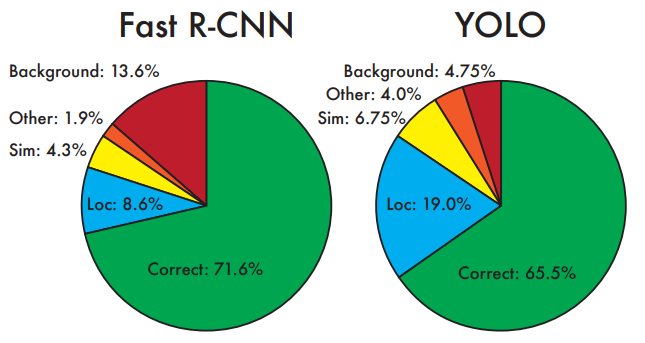 Fast R-CNN
Background: 13.6%
Other: 1.9%
Sim: 4.3%
Loc: 8.6%
Correct: 71.6%
YOLO
Background: 4.75%
Other: 4.0%
Sim: 6.75%
Loc: 19.0%
Correct: 65.5%